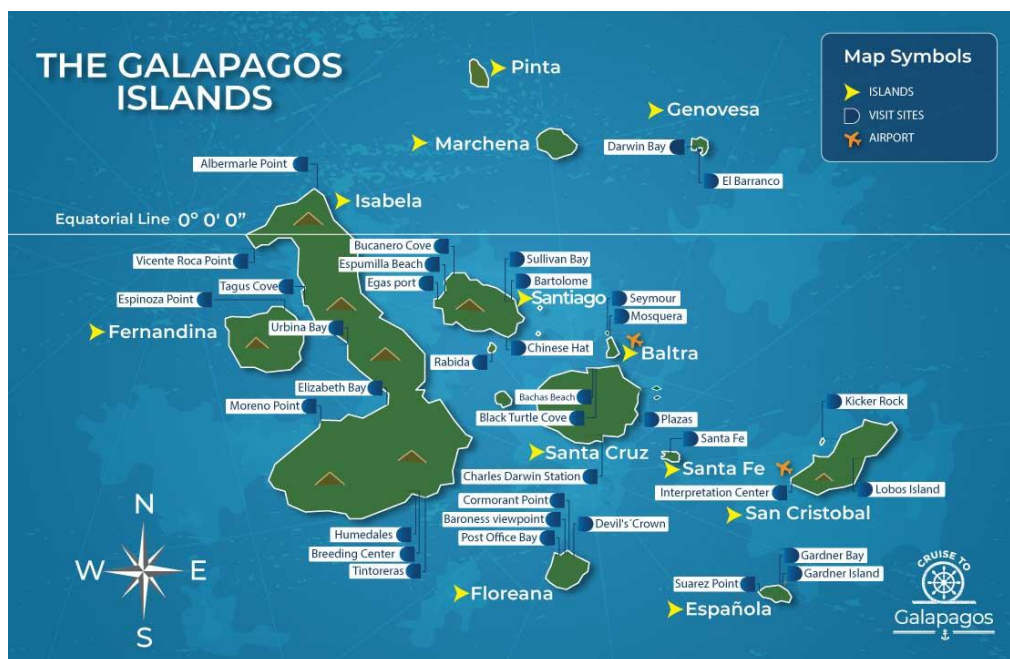 THE GALAPAGOS
ISLANDS
Pinta
Genovesa
Marchena
Darwin Bay
El Barranco
Map Symbols
ISLANDS
VISIT SITES
AIRPORT
Albermarle Point
Isabela
Equatorial Line 0° 0' 0"
Vicente Roca Point
Bucanero Cove
Espumilla Beach
Egas port
Sullivan Bay
Bartolome
Santiago
Tagus Cove
Espinoza Point
Urbina Bay
Fernandina
Seymour
Mosquera
Chinese Hat
Baltra
Rabida
Elizabeth Bay
Moreno Point
Bachas Beach
Black Turtle Cove
Plazas
Kicker Rock
Santa Cruz
Santa Fe
Santa Fe
Charles Darwin Station
Interpretation Center
Lobos Island
San Cristobal
Cormorant Point
Baroness viewpoint
Post Office Bay
Devil's´Crown
Humedales
Breeding Center
Tintoreras
Floreana
Gardner Bay
Gardner Island
Suarez Point
Española
N
W E
S
CRUISE TO
Galapagos